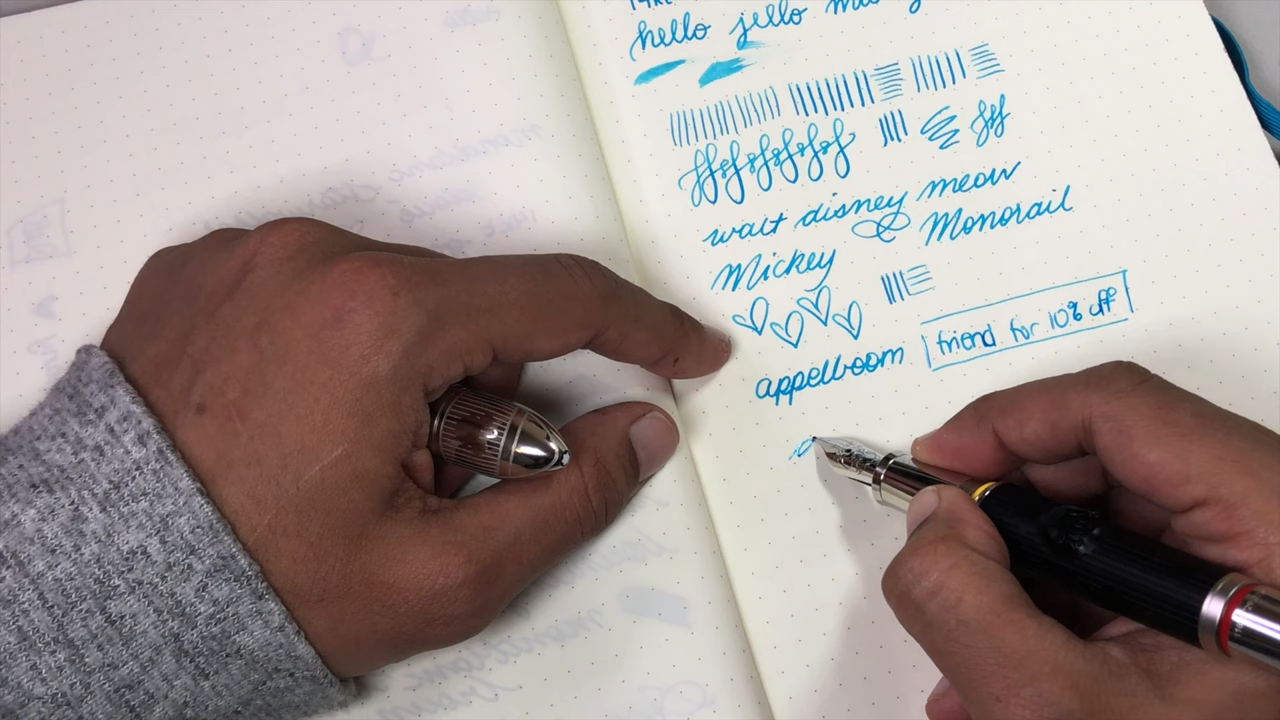 hello jello
walt disney meow
Mickey & Monorail
appelboom friend for 10% off